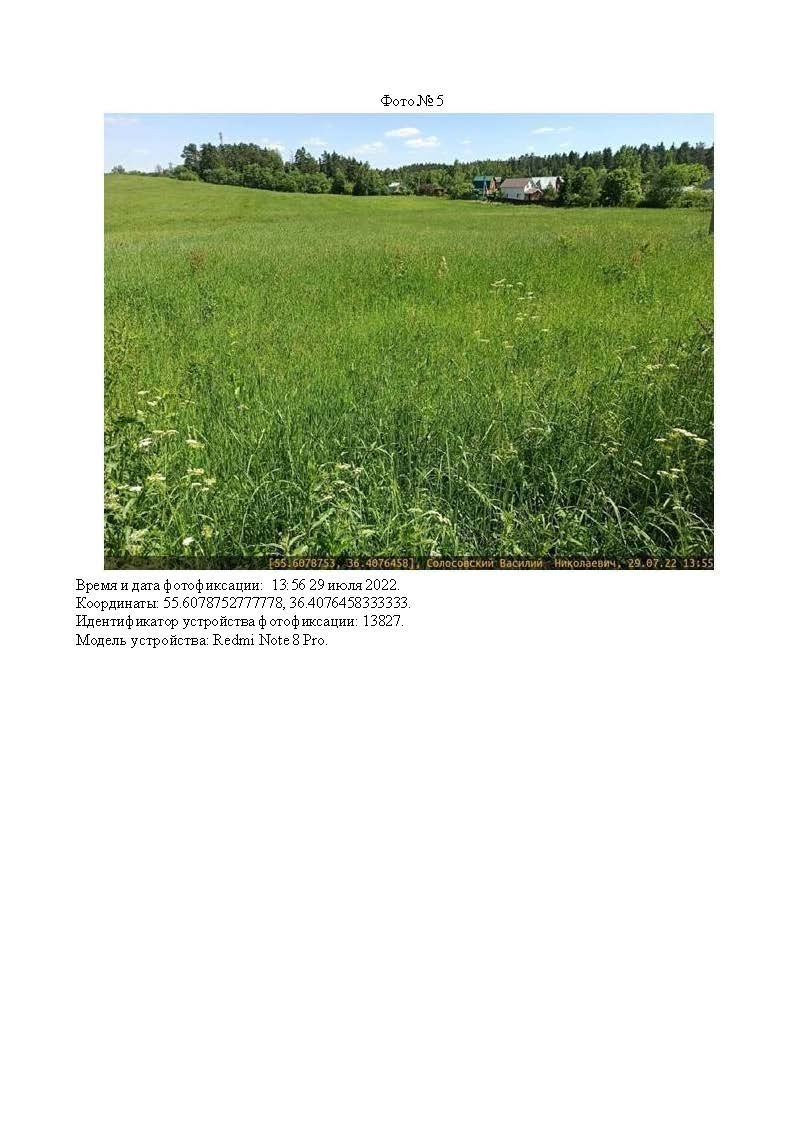 Фото № 5
[55.6078753, 36.4076458], Солосовский Василий Николаевич, 29.07.22 13:55
Время и дата фотофиксации: 13:56 29 июля 2022.
Координаты: 55.6078752777778, 36.4076458333333.
Идентификатор устройства фотофиксации: 13827.
Модель устройства: Redmi Note 8 Pro.